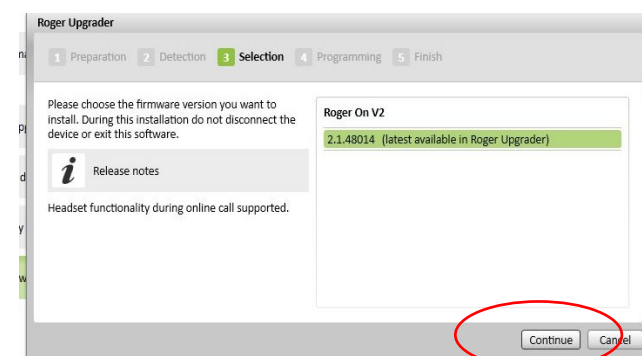 Roger Upgrader
1 Preparation 2 Detection 3 Selection 4 Programming 5 Finish
Please choose the firmware version you want to
install. During this installation do not disconnect the
device or exit this software.
i Release notes
Headset functionality during online call supported.
Roger On V2
2.1.48014 (latest available in Roger Upgrader)
Continue Cancel